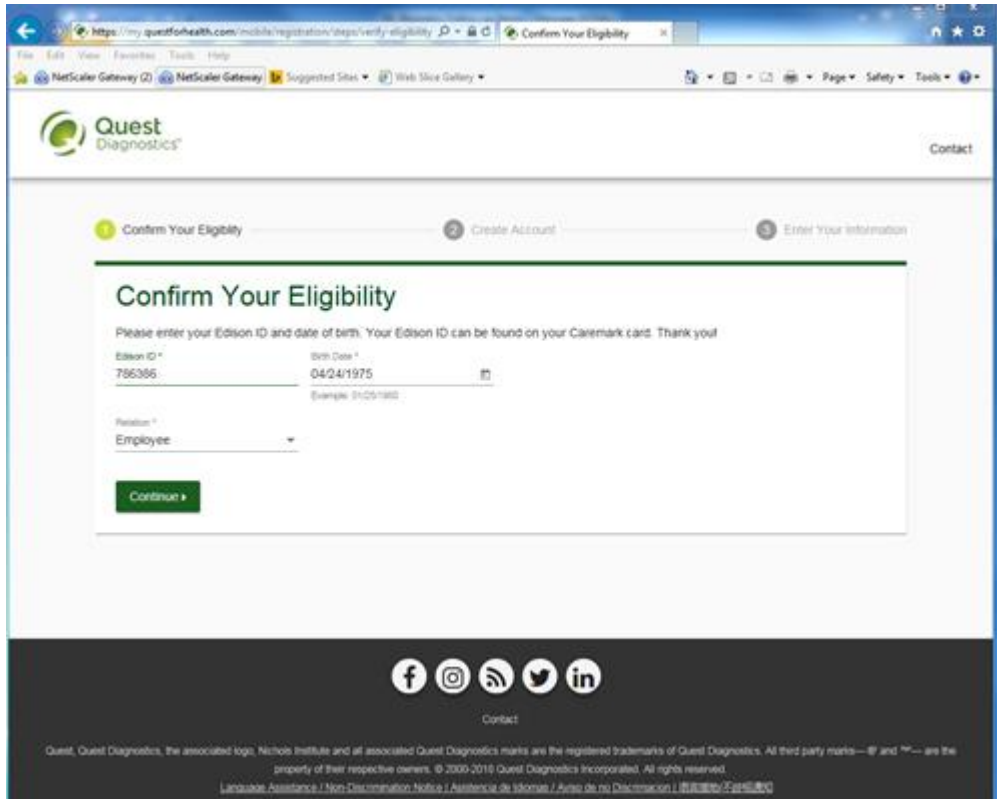 https://my.questforhealth.com/mobile/registration/steps/verify-eligibility
Confirm Your Eligibility
File Edit View Favorites Tools Help
NetScaler Gateway (2) NetScaler Gateway Suggested Sites Web Slice Gallery Page Safety Tools
Quest
Diagnostics™
Contact
1 Confirm Your Eligiblity
2 Create Account
3 Enter Your Information
Confirm Your Eligibility
Please enter your Edison ID and date of birth. Your Edison ID can be found on your Caremark card. Thank you!
Edison ID * Birth Date *
786386 04/24/1975
Example: 01/25/1980
Relation *
Employee
Continue
Contact
Quest, Quest Diagnostics, the associated logo, Nichols Institute and all associated Quest Diagnostics marks are the registered trademarks of Quest Diagnostics. All third party marks—® and ™— are the
property of their respective owners. © 2000-2016 Quest Diagnostics Incorporated. All rights reserved.
Language Assistance / Non-Discrimination Notice | Asistencia de Idiomas / Aviso de no Discriminación |